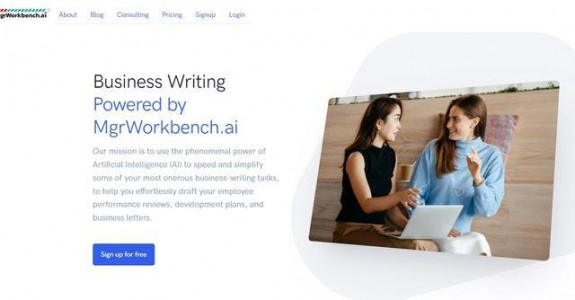 MgrWorkbench.ai
About Blog Consulting Pricing Signup Login
Business Writing
Powered by
MgrWorkbench.ai
Our mission is to use the phenomenal power of
Artificial Intelligence (AI) to speed and simplify
some of your most onerous business-writing tasks,
to help you effortlessly draft your employee
performance reviews, development plans, and
business letters.
Sign up for free